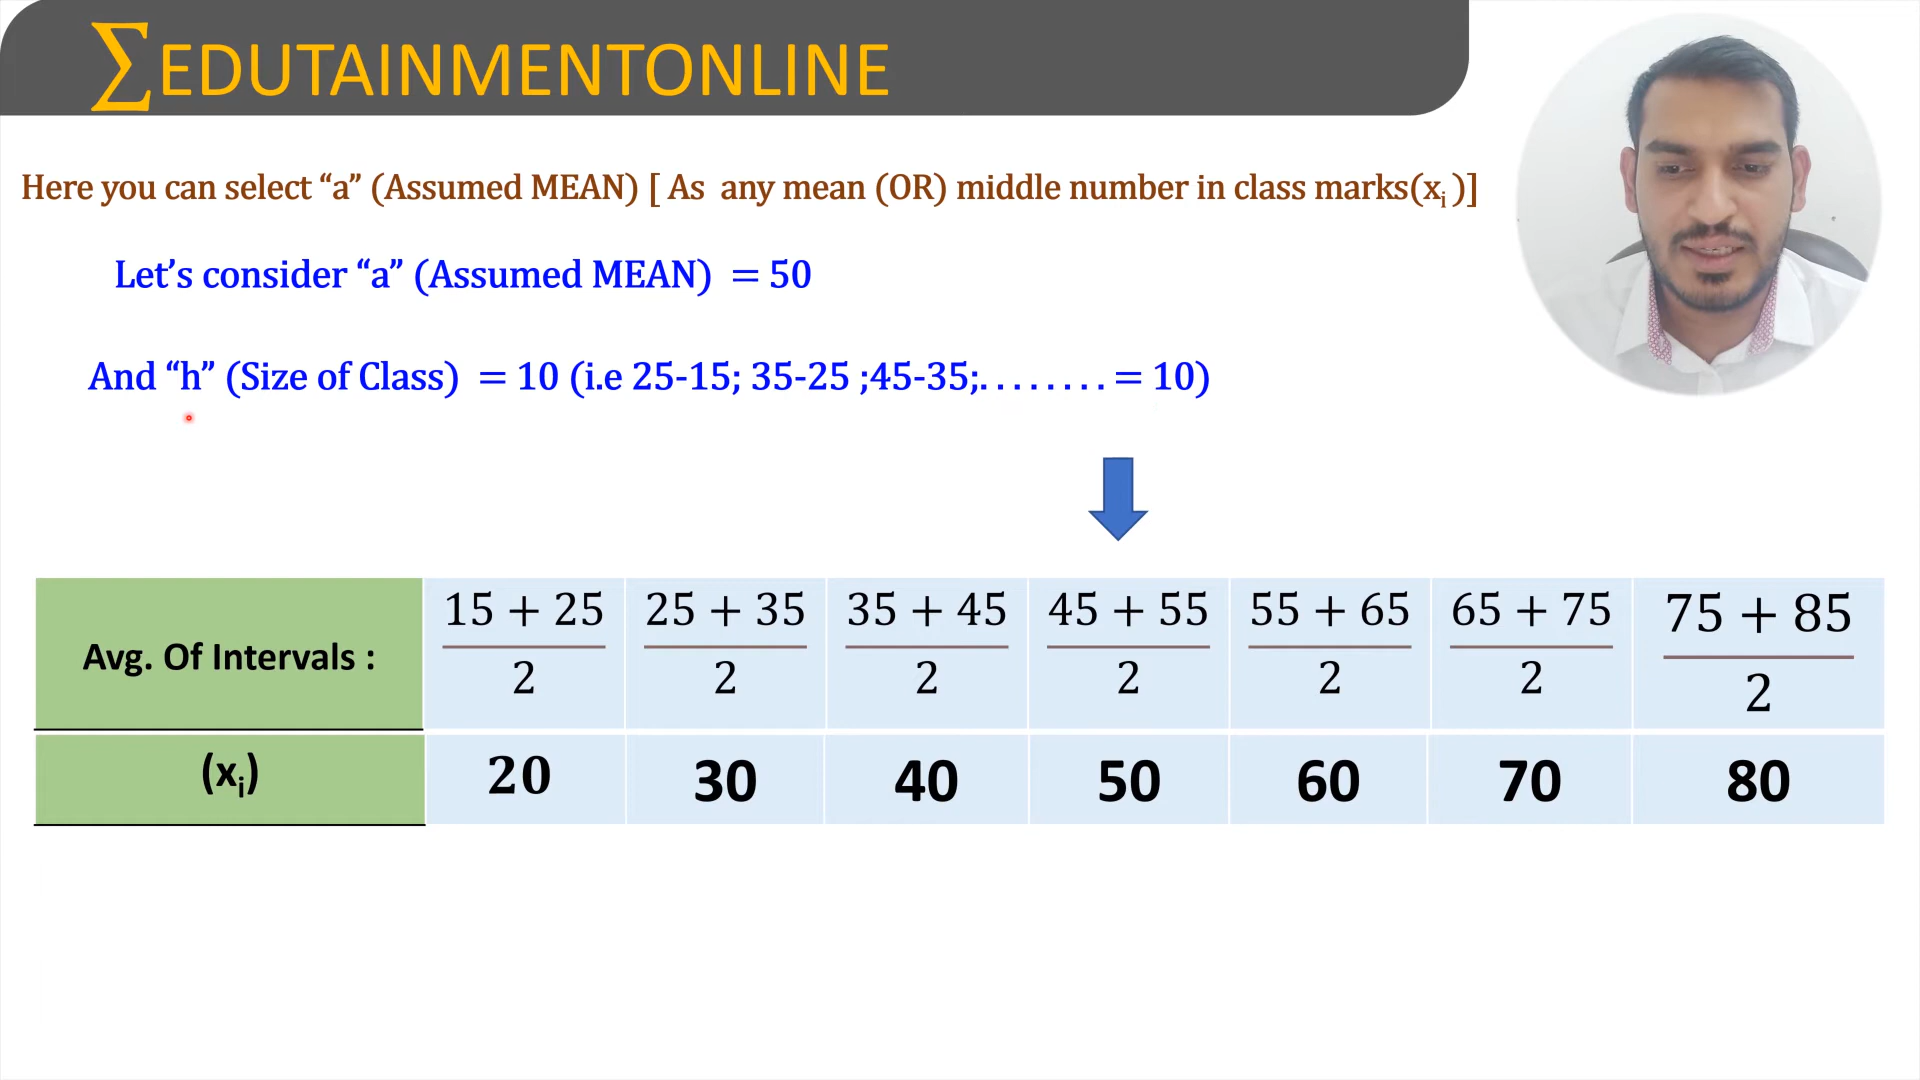 ∑EDUTAINMENTONLINE
Here you can select “a” (Assumed MEAN) [ As any mean (OR) middle number in class marks(xᵢ )]
Let’s consider “a” (Assumed MEAN) = 50
And “h” (Size of Class) = 10 (i.e 25-15; 35-25 ;45-35;........ = 10)
Avg. Of Intervals : (15 + 25)/2 (25 + 35)/2 (35 + 45)/2 (45 + 55)/2 (55 + 65)/2 (65 + 75)/2 (75 + 85)/2
(xᵢ) 20 30 40 50 60 70 80